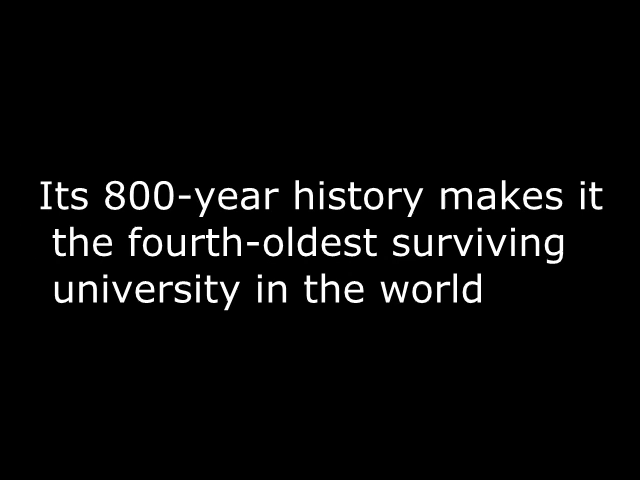 Its 800-year history makes it
the fourth-oldest surviving
university in the world